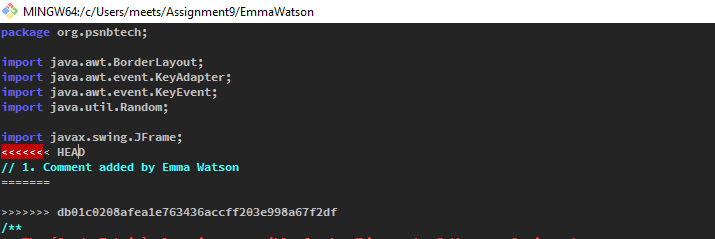 MINGW64:/c/Users/meets/Assignment9/EmmaWatson
package org.psnbtech;
import java.awt.BorderLayout;
import java.awt.event.KeyAdapter;
import java.awt.event.KeyEvent;
import java.util.Random;
import javax.swing.JFrame;
<<<<<<< HEAD
// 1. Comment added by Emma Watson
=======
>>>>>>> db01c0208afea1e763436accff203e998a67f2df
/**